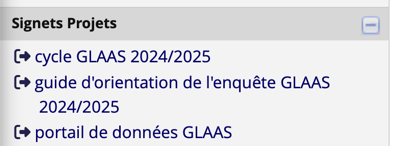 Signets Projets
cycle GLAAS 2024/2025
guide d'orientation de l'enquête GLAAS
2024/2025
portail de données GLAAS